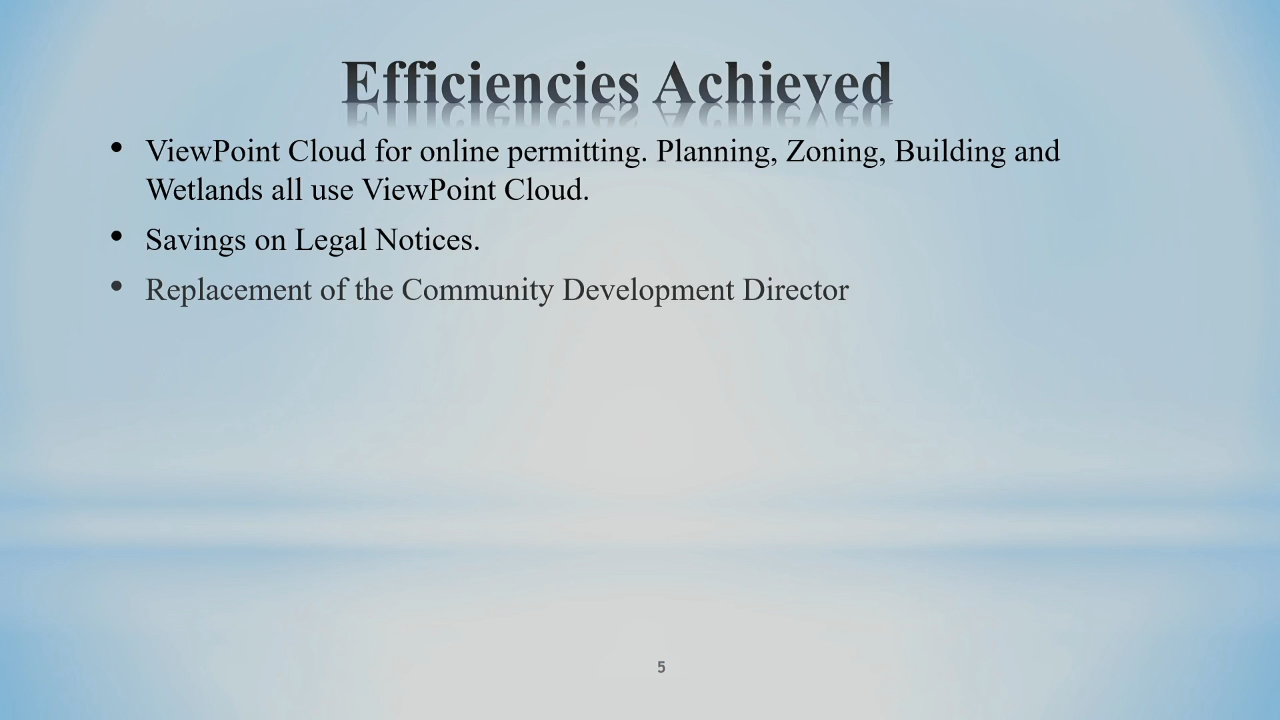 Efficiencies Achieved
• ViewPoint Cloud for online permitting. Planning, Zoning, Building and
Wetlands all use ViewPoint Cloud.
• Savings on Legal Notices.
• Replacement of the Community Development Director
5